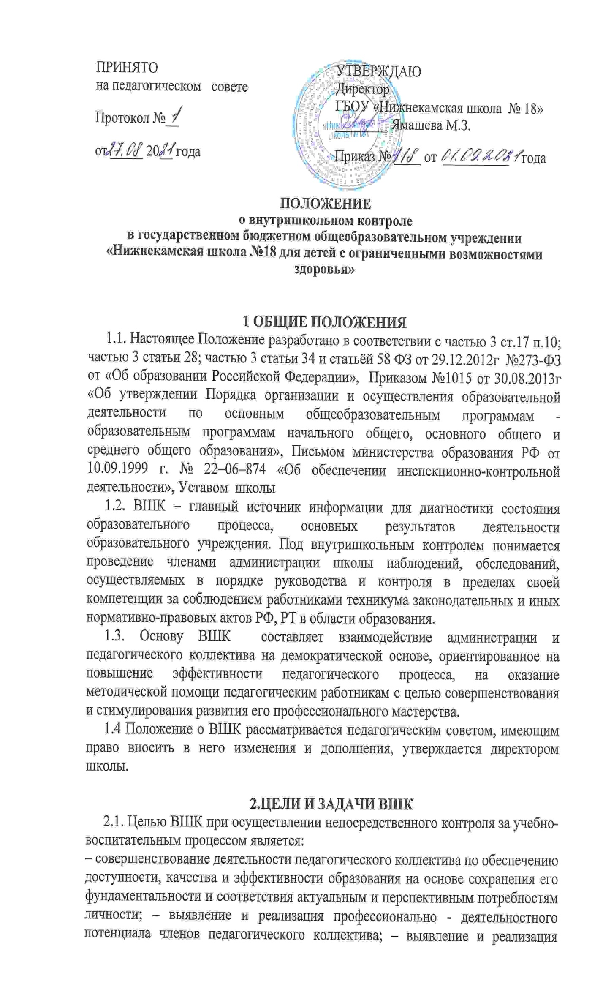 ПРИНЯТО
на педагогическом совете
Протокол № 1
от 27.08 2021 года
УТВЕРЖДАЮ
Директор
ГБОУ «Нижнекамская школа № 18»
Ямашева М.З.
Приказ № 118 от 01.09.2021 года
«Нижнекамская
школа № 18»
ПОЛОЖЕНИЕ
о внутришкольном контроле
в государственном бюджетном общеобразовательном учреждении
«Нижнекамская школа №18 для детей с ограниченными возможностями
здоровья»
1 ОБЩИЕ ПОЛОЖЕНИЯ
1.1. Настоящее Положение разработано в соответствии с частью 3 ст.17 п.10;
частью 3 статьи 28; частью 3 статьи 34 и статьёй 58 ФЗ от 29.12.2012г №273-ФЗ
от «Об образовании Российской Федерации», Приказом №1015 от 30.08.2013г
«Об утверждении Порядка организации и осуществления образовательной
деятельности по основным общеобразовательным программам -
образовательным программам начального общего, основного общего и
среднего общего образования», Письмом министерства образования РФ от
10.09.1999 г. № 22–06–874 «Об обеспечении инспекционно-контрольной
деятельности», Уставом школы
1.2. ВШК – главный источник информации для диагностики состояния
образовательного процесса, основных результатов деятельности
образовательного учреждения. Под внутришкольным контролем понимается
проведение членами администрации школы наблюдений, обследований,
осуществляемых в порядке руководства и контроля в пределах своей
компетенции за соблюдением работниками техникума законодательных и иных
нормативно-правовых актов РФ, РТ в области образования.
1.3. Основу ВШК составляет взаимодействие администрации и
педагогического коллектива на демократической основе, ориентированное на
повышение эффективности педагогического процесса, на оказание
методической помощи педагогическим работникам с целью совершенствования
и стимулирования развития его профессионального мастерства.
1.4 Положение о ВШК рассматривается педагогическим советом, имеющим
право вносить в него изменения и дополнения, утверждается директором
школы.
2.ЦЕЛИ И ЗАДАЧИ ВШК
2.1. Целью ВШК при осуществлении непосредственного контроля за учебно-
воспитательным процессом является:
– совершенствование деятельности педагогического коллектива по обеспечению
доступности, качества и эффективности образования на основе сохранения его
фундаментальности и соответствия актуальным и перспективным потребностям
личности; – выявление и реализация профессионально - деятельностного
потенциала членов педагогического коллектива; – выявление и реализация